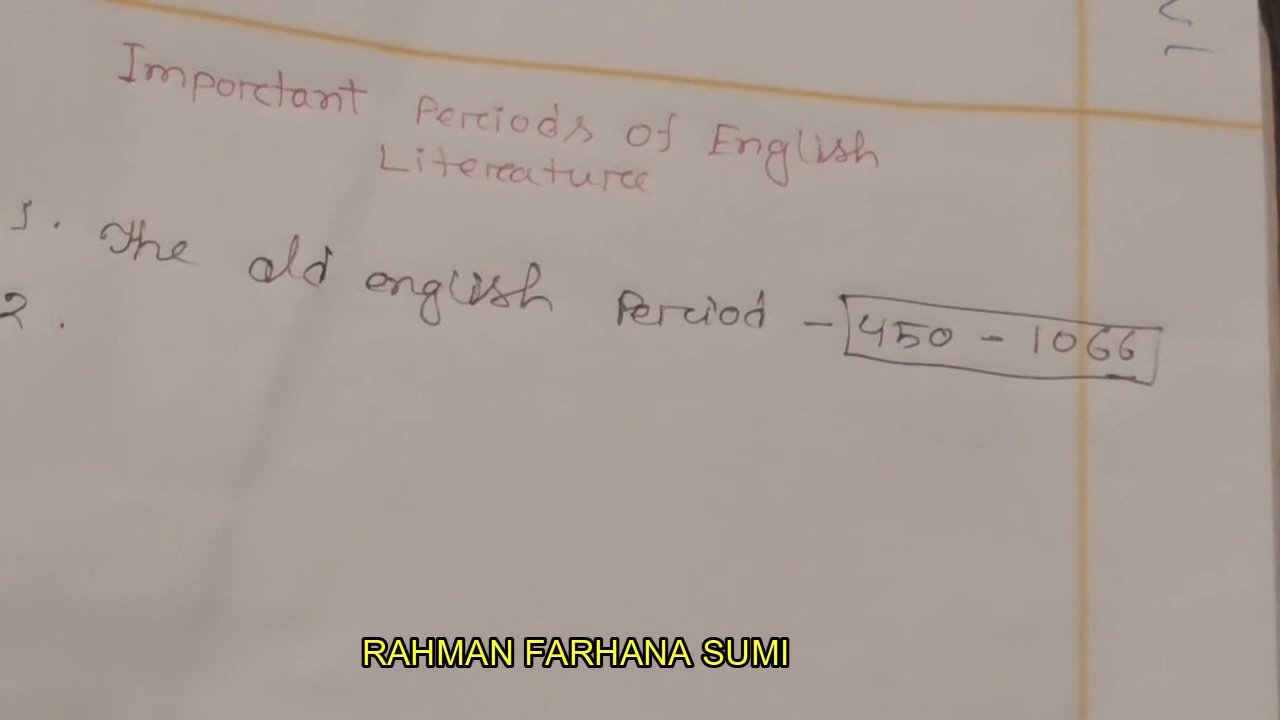 Important Periods of English
Literature
1. The old english Period - 450 - 1066
2.
RAHMAN FARHANA SUMI